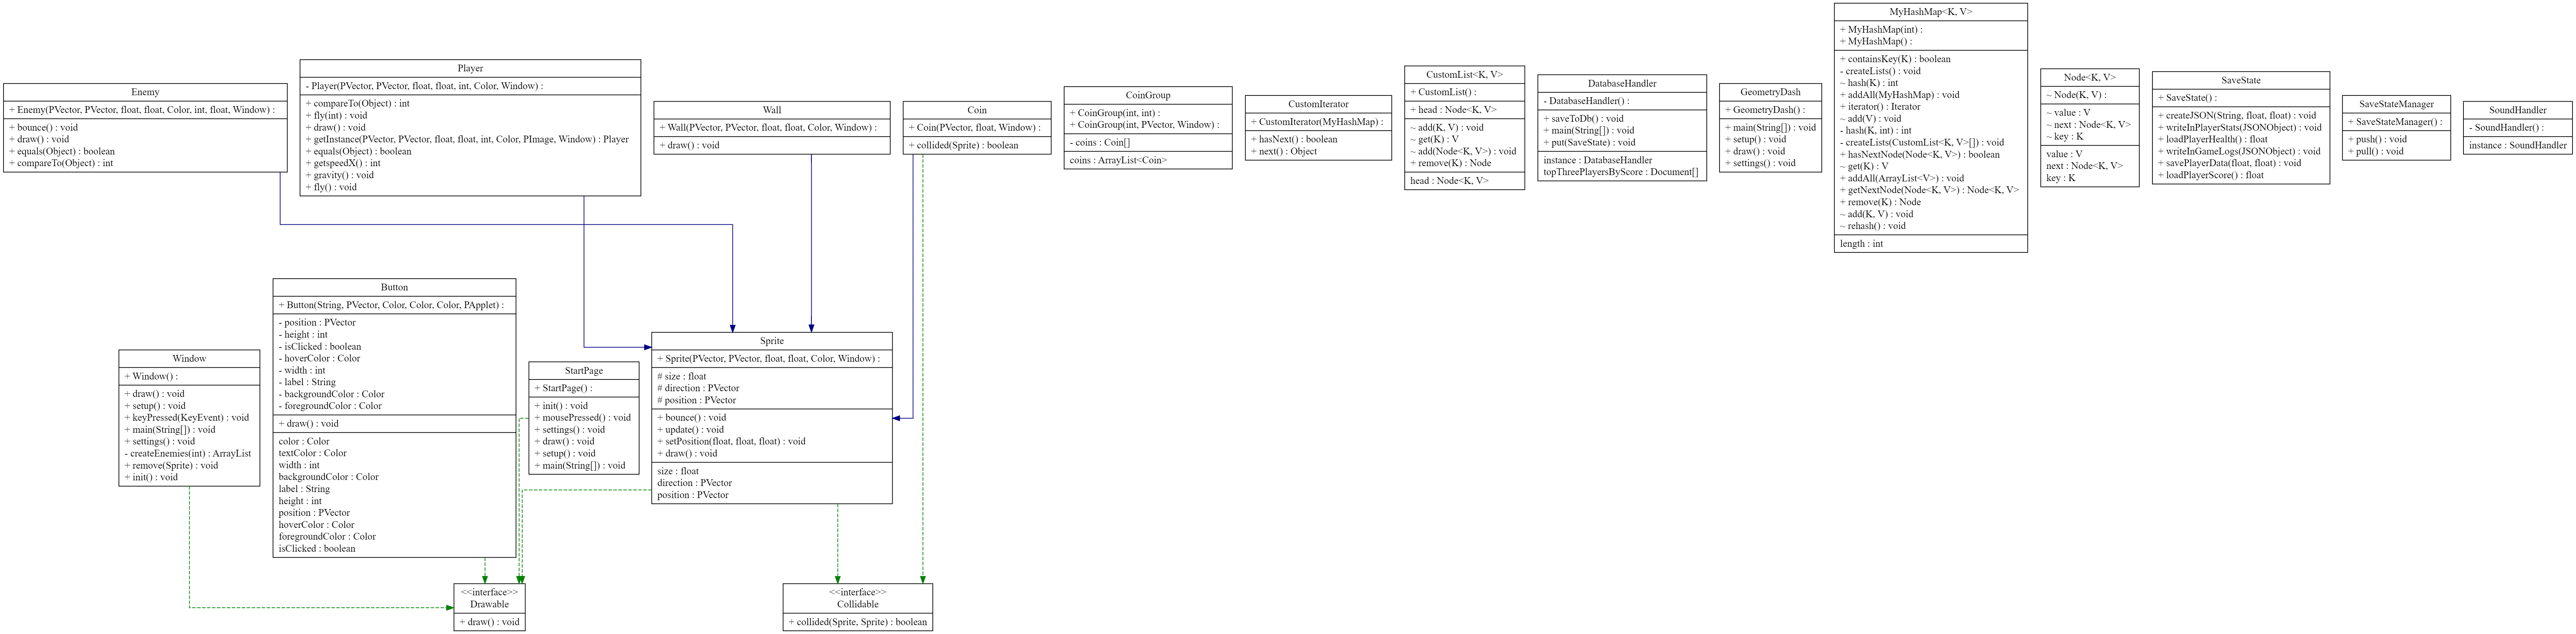 Enemy
+ Enemy(PVector, PVector, float, float, Color, int, float, Window) :
+ bounce() : void
+ draw() : void
+ equals(Object) : boolean
+ compareTo(Object) : int
Player
- Player(PVector, PVector, float, float, int, Color, Window) :
+ compareTo(Object) : int
+ fly(int) : void
+ draw() : void
+ getInstance(PVector, PVector, float, float, int, Color, PImage, Window) : Player
+ equals(Object) : boolean
+ getspeedX() : int
+ gravity() : void
+ fly() : void
Wall
+ Wall(PVector, PVector, float, float, Color, Window) :
+ draw() : void
Coin
+ Coin(PVector, float, Window) :
+ collided(Sprite) : boolean
CoinGroup
+ CoinGroup(int, int) :
+ CoinGroup(int, PVector, Window) :
- coins : Coin[]
coins : ArrayList<Coin>
CustomIterator
+ CustomIterator(MyHashMap) :
+ hasNext() : boolean
+ next() : Object
CustomList<K, V>
+ CustomList() :
+ head : Node<K, V>
~ add(K, V) : void
~ get(K) : V
~ add(Node<K, V>) : void
+ remove(K) : Node
head : Node<K, V>
DatabaseHandler
- DatabaseHandler() :
+ saveToDb() : void
+ main(String[]) : void
+ put(SaveState) : void
instance : DatabaseHandler
topThreePlayersByScore : Document[]
GeometryDash
+ GeometryDash() :
+ main(String[]) : void
+ setup() : void
+ draw() : void
+ settings() : void
MyHashMap<K, V>
+ MyHashMap(int) :
+ MyHashMap() :
+ containsKey(K) : boolean
- createLists() : void
~ hash(K) : int
+ addAll(MyHashMap) : void
+ iterator() : Iterator
~ add(V) : void
- hash(K, int) : int
- createLists(CustomList<K, V>[]) : void
+ hasNextNode(Node<K, V>) : boolean
~ get(K) : V
+ addAll(ArrayList<V>) : void
+ getNextNode(Node<K, V>) : Node<K, V>
+ remove(K) : Node
~ add(K, V) : void
~ rehash() : void
length : int
Node<K, V>
~ Node(K, V) :
~ value : V
~ next : Node<K, V>
~ key : K
value : V
next : Node<K, V>
key : K
SaveState
+ SaveState() :
+ createJSON(String, float, float) : void
+ writeInPlayerStats(JSONObject) : void
+ loadPlayerHealth() : float
+ writeInGameLogs(JSONObject) : void
+ savePlayerData(float, float) : void
+ loadPlayerScore() : float
SaveStateManager
+ SaveStateManager() :
+ push() : void
+ pull() : void
SoundHandler
- SoundHandler() :
instance : SoundHandler
Window
+ Window() :
+ draw() : void
+ setup() : void
+ keyPressed(KeyEvent) : void
+ main(String[]) : void
+ settings() : void
- createEnemies(int) : ArrayList
+ remove(Sprite) : void
+ init() : void
Button
+ Button(String, PVector, Color, Color, Color, PApplet) :
- position : PVector
- height : int
- isClicked : boolean
- hoverColor : Color
- width : int
- label : String
- backgroundColor : Color
- foregroundColor : Color
+ draw() : void
color : Color
textColor : Color
width : int
backgroundColor : Color
label : String
height : int
position : PVector
hoverColor : Color
foregroundColor : Color
isClicked : boolean
StartPage
+ StartPage() :
+ init() : void
+ mousePressed() : void
+ settings() : void
+ draw() : void
+ setup() : void
+ main(String[]) : void
Sprite
+ Sprite(PVector, PVector, float, float, Color, Window) :
# size : float
# direction : PVector
# position : PVector
+ bounce() : void
+ update() : void
+ setPosition(float, float, float) : void
+ draw() : void
size : float
direction : PVector
position : PVector
<<interface>>
Drawable
+ draw() : void
<<interface>>
Collidable
+ collided(Sprite, Sprite) : boolean